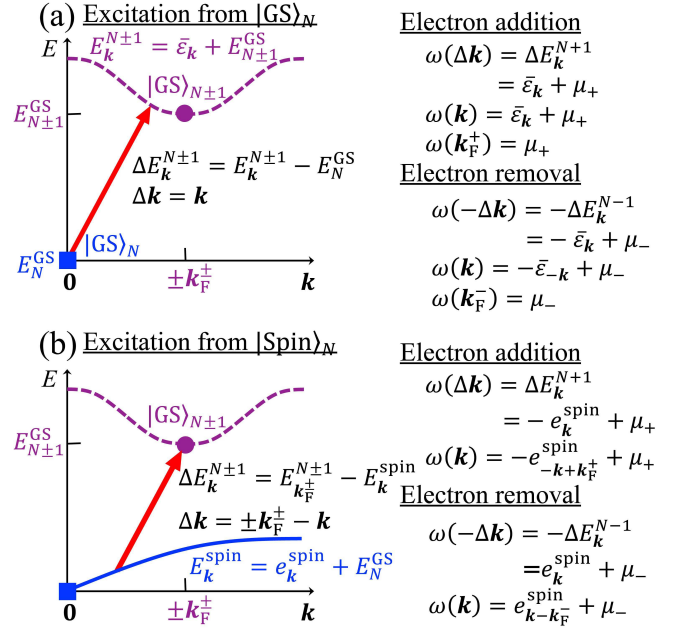 (a) Excitation from |GS⟩_N
E
E_𝒌^{N±1} = ε̄_𝒌 + E_{N±1}^{GS}
|GS⟩_{N±1}
E_{N±1}^{GS}
ΔE_𝒌^{N±1} = E_𝒌^{N±1} − E_N^{GS}
Δ𝒌 = 𝒌
|GS⟩_N
E_N^{GS}
0
±𝒌_F^±
𝒌
Electron addition
ω(Δ𝒌) = ΔE_𝒌^{N+1}
= ε̄_𝒌 + μ_+
ω(𝒌) = ε̄_𝒌 + μ_+
ω(𝒌_F^+) = μ_+
Electron removal
ω(−Δ𝒌) = −ΔE_𝒌^{N−1}
= − ε̄_𝒌 + μ_−
ω(𝒌) = −ε̄_{−𝒌} + μ_−
ω(𝒌_F^−) = μ_−
(b) Excitation from |Spin⟩_N
E
|GS⟩_{N±1}
E_{N±1}^{GS}
ΔE_𝒌^{N±1} = E_{𝒌_F^±}^{N±1} − E_𝒌^{spin}
Δ𝒌 = ±𝒌_F^± − 𝒌
E_𝒌^{spin} = e_𝒌^{spin} + E_N^{GS}
0
±𝒌_F^±
𝒌
Electron addition
ω(Δ𝒌) = ΔE_𝒌^{N+1}
= − e_𝒌^{spin} + μ_+
ω(𝒌) = −e_{−𝒌+𝒌_F^±}^{spin} + μ_+
Electron removal
ω(−Δ𝒌) = −ΔE_𝒌^{N−1}
=e_𝒌^{spin} + μ_−
ω(𝒌) = e_{𝒌−𝒌_F^−}^{spin} + μ_−